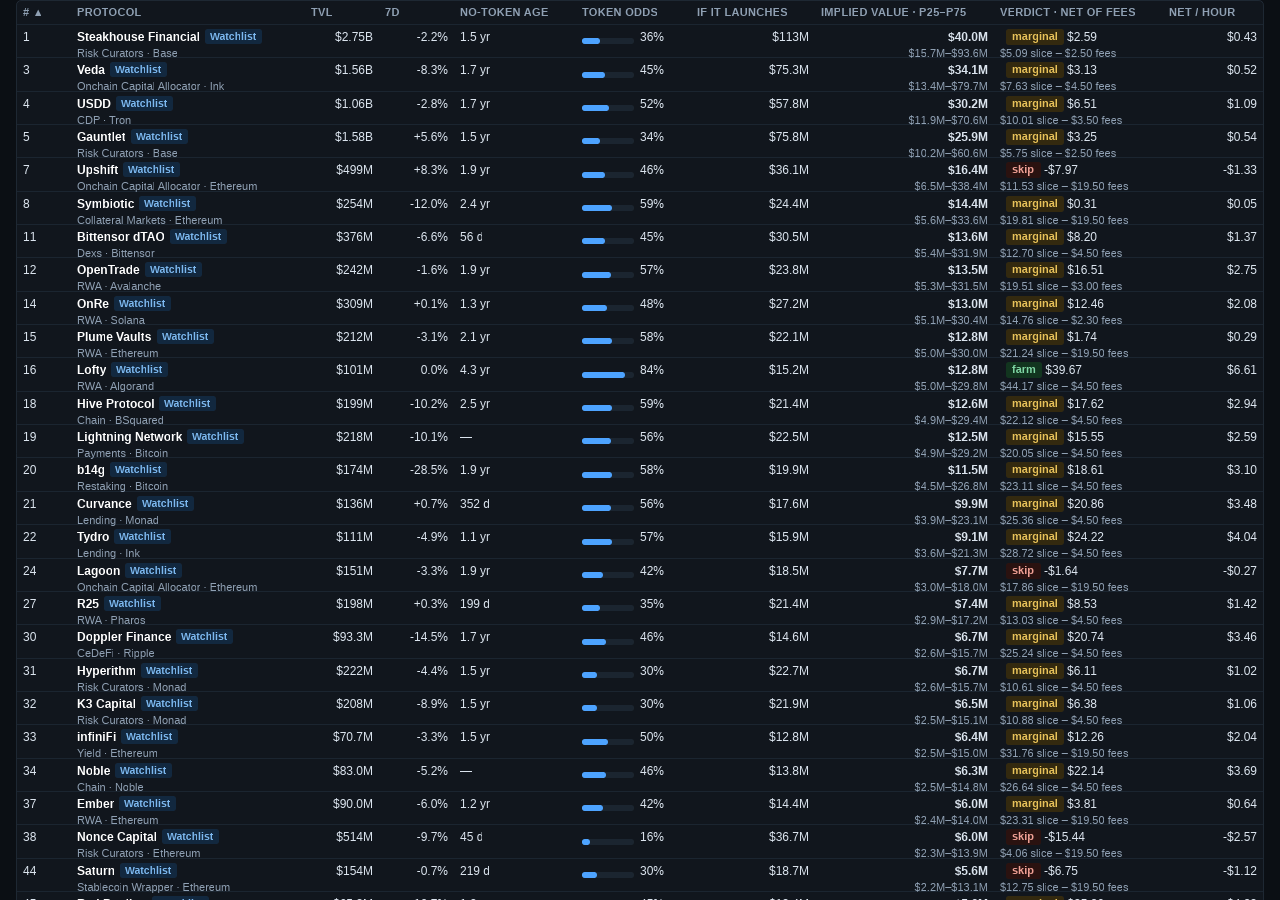 # ▲ PROTOCOL TVL 7D NO-TOKEN AGE TOKEN ODDS IF IT LAUNCHES IMPLIED VALUE · P25–P75 VERDICT · NET OF FEES NET / HOUR
1 Steakhouse Financial Watchlist $2.75B -2.2% 1.5 yr 36% $113M $40.0M marginal $2.59 $0.43
Risk Curators · Base $15.7M–$93.6M $5.09 slice – $2.50 fees
3 Veda Watchlist $1.56B -8.3% 1.7 yr 45% $75.3M $34.1M marginal $3.13 $0.52
Onchain Capital Allocator · Ink $13.4M–$79.7M $7.63 slice – $4.50 fees
4 USDD Watchlist $1.06B -2.8% 1.7 yr 52% $57.8M $30.2M marginal $6.51 $1.09
CDP · Tron $11.9M–$70.6M $10.01 slice – $3.50 fees
5 Gauntlet Watchlist $1.58B +5.6% 1.5 yr 34% $75.8M $25.9M marginal $3.25 $0.54
Risk Curators · Base $10.2M–$60.6M $5.75 slice – $2.50 fees
7 Upshift Watchlist $499M +8.3% 1.9 yr 46% $36.1M $16.4M skip -$7.97 -$1.33
Onchain Capital Allocator · Ethereum $6.5M–$38.4M $11.53 slice – $19.50 fees
8 Symbiotic Watchlist $254M -12.0% 2.4 yr 59% $24.4M $14.4M marginal $0.31 $0.05
Collateral Markets · Ethereum $5.6M–$33.6M $19.81 slice – $19.50 fees
11 Bittensor dTAO Watchlist $376M -6.6% 56 d 45% $30.5M $13.6M marginal $8.20 $1.37
Dexs · Bittensor $5.4M–$31.9M $12.70 slice – $4.50 fees
12 OpenTrade Watchlist $242M -1.6% 1.9 yr 57% $23.8M $13.5M marginal $16.51 $2.75
RWA · Avalanche $5.3M–$31.5M $19.51 slice – $3.00 fees
14 OnRe Watchlist $309M +0.1% 1.3 yr 48% $27.2M $13.0M marginal $12.46 $2.08
RWA · Solana $5.1M–$30.4M $14.76 slice – $2.30 fees
15 Plume Vaults Watchlist $212M -3.1% 2.1 yr 58% $22.1M $12.8M marginal $1.74 $0.29
RWA · Ethereum $5.0M–$30.0M $21.24 slice – $19.50 fees
16 Lofty Watchlist $101M 0.0% 4.3 yr 84% $15.2M $12.8M farm $39.67 $6.61
RWA · Algorand $5.0M–$29.8M $44.17 slice – $4.50 fees
18 Hive Protocol Watchlist $199M -10.2% 2.5 yr 59% $21.4M $12.6M marginal $17.62 $2.94
Chain · BSquared $4.9M–$29.4M $22.12 slice – $4.50 fees
19 Lightning Network Watchlist $218M -10.1% — 56% $22.5M $12.5M marginal $15.55 $2.59
Payments · Bitcoin $4.9M–$29.2M $20.05 slice – $4.50 fees
20 b14g Watchlist $174M -28.5% 1.9 yr 58% $19.9M $11.5M marginal $18.61 $3.10
Restaking · Bitcoin $4.5M–$26.8M $23.11 slice – $4.50 fees
21 Curvance Watchlist $136M +0.7% 352 d 56% $17.6M $9.9M marginal $20.86 $3.48
Lending · Monad $3.9M–$23.1M $25.36 slice – $4.50 fees
22 Tydro Watchlist $111M -4.9% 1.1 yr 57% $15.9M $9.1M marginal $24.22 $4.04
Lending · Ink $3.6M–$21.3M $28.72 slice – $4.50 fees
24 Lagoon Watchlist $151M -3.3% 1.9 yr 42% $18.5M $7.7M skip -$1.64 -$0.27
Onchain Capital Allocator · Ethereum $3.0M–$18.0M $17.86 slice – $19.50 fees
27 R25 Watchlist $198M +0.3% 199 d 35% $21.4M $7.4M marginal $8.53 $1.42
RWA · Pharos $2.9M–$17.2M $13.03 slice – $4.50 fees
30 Doppler Finance Watchlist $93.3M -14.5% 1.7 yr 46% $14.6M $6.7M marginal $20.74 $3.46
CeDeFi · Ripple $2.6M–$15.7M $25.24 slice – $4.50 fees
31 Hyperithm Watchlist $222M -4.4% 1.5 yr 30% $22.7M $6.7M marginal $6.11 $1.02
Risk Curators · Monad $2.6M–$15.7M $10.61 slice – $4.50 fees
32 K3 Capital Watchlist $208M -8.9% 1.5 yr 30% $21.9M $6.5M marginal $6.38 $1.06
Risk Curators · Monad $2.5M–$15.1M $10.88 slice – $4.50 fees
33 infiniFi Watchlist $70.7M -3.3% 1.5 yr 50% $12.8M $6.4M marginal $12.26 $2.04
Yield · Ethereum $2.5M–$15.0M $31.76 slice – $19.50 fees
34 Noble Watchlist $83.0M -5.2% — 46% $13.8M $6.3M marginal $22.14 $3.69
Chain · Noble $2.5M–$14.8M $26.64 slice – $4.50 fees
37 Ember Watchlist $90.0M -6.0% 1.2 yr 42% $14.4M $6.0M marginal $3.81 $0.64
RWA · Ethereum $2.4M–$14.0M $23.31 slice – $19.50 fees
38 Nonce Capital Watchlist $514M -9.7% 45 d 16% $36.7M $6.0M skip -$15.44 -$2.57
Risk Curators · Ethereum $2.3M–$13.9M $4.06 slice – $19.50 fees
44 Saturn Watchlist $154M -0.7% 219 d 30% $18.7M $5.6M skip -$6.75 -$1.12
Stablecoin Wrapper · Ethereum $2.2M–$13.1M $12.75 slice – $19.50 fees